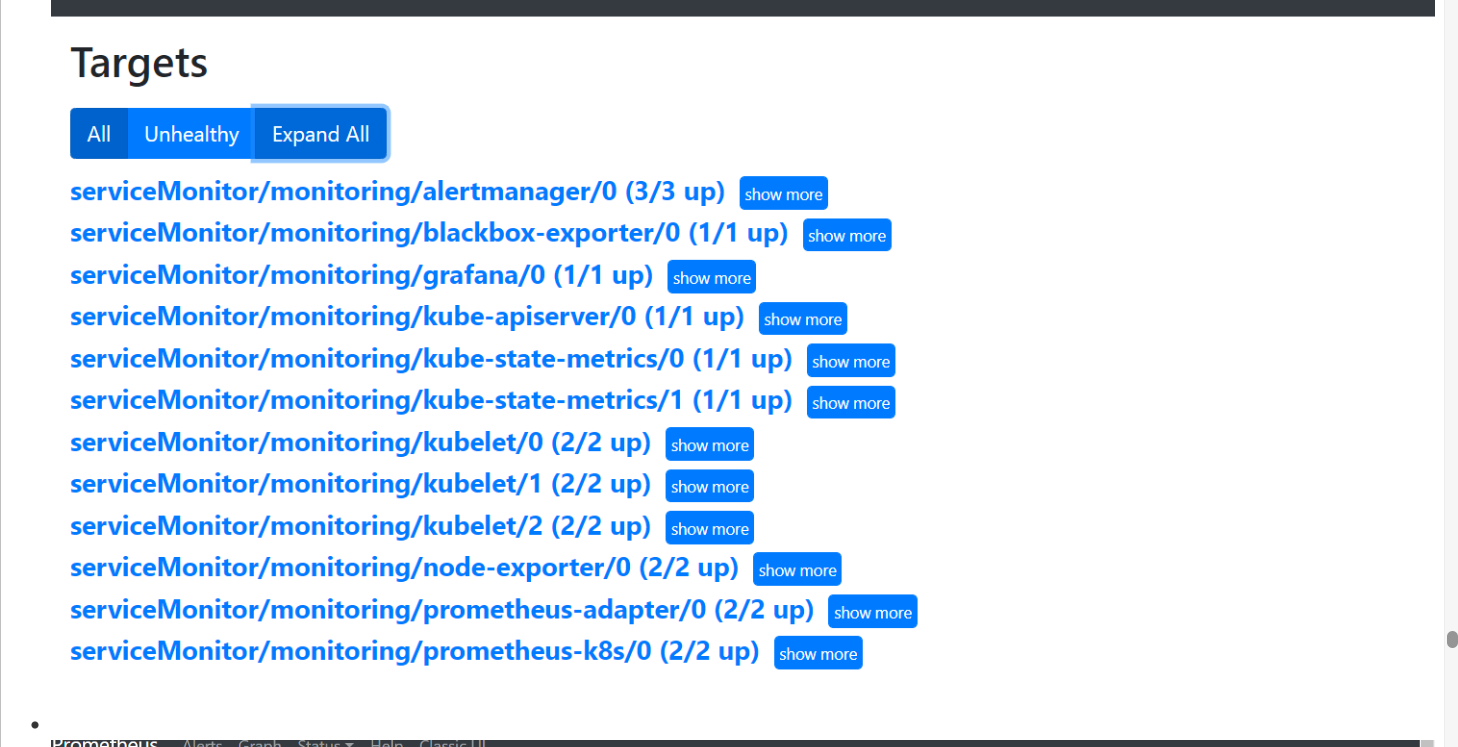 Targets
All Unhealthy Expand All
serviceMonitor/monitoring/alertmanager/0 (3/3 up) show more
serviceMonitor/monitoring/blackbox-exporter/0 (1/1 up) show more
serviceMonitor/monitoring/grafana/0 (1/1 up) show more
serviceMonitor/monitoring/kube-apiserver/0 (1/1 up) show more
serviceMonitor/monitoring/kube-state-metrics/0 (1/1 up) show more
serviceMonitor/monitoring/kube-state-metrics/1 (1/1 up) show more
serviceMonitor/monitoring/kubelet/0 (2/2 up) show more
serviceMonitor/monitoring/kubelet/1 (2/2 up) show more
serviceMonitor/monitoring/kubelet/2 (2/2 up) show more
serviceMonitor/monitoring/node-exporter/0 (2/2 up) show more
serviceMonitor/monitoring/prometheus-adapter/0 (2/2 up) show more
serviceMonitor/monitoring/prometheus-k8s/0 (2/2 up) show more
Prometheus Alerts Graph Status Help Classic UI